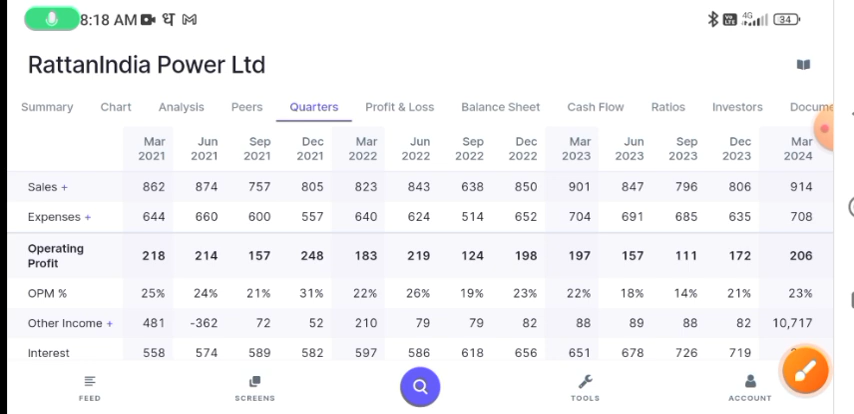 8:18 AM
4G
34
RattanIndia Power Ltd
Summary Chart Analysis Peers Quarters Profit & Loss Balance Sheet Cash Flow Ratios Investors Docume
Mar 2021 Jun 2021 Sep 2021 Dec 2021 Mar 2022 Jun 2022 Sep 2022 Dec 2022 Mar 2023 Jun 2023 Sep 2023 Dec 2023 Mar 2024
Sales + 862 874 757 805 823 843 638 850 901 847 796 806 914
Expenses + 644 660 600 557 640 624 514 652 704 691 685 635 708
Operating Profit 218 214 157 248 183 219 124 198 197 157 111 172 206
OPM % 25% 24% 21% 31% 22% 26% 19% 23% 22% 18% 14% 21% 23%
Other Income + 481 -362 72 52 210 79 79 82 88 89 88 82 10,717
Interest 558 574 589 582 597 586 618 656 651 678 726 719
FEED SCREENS TOOLS ACCOUNT